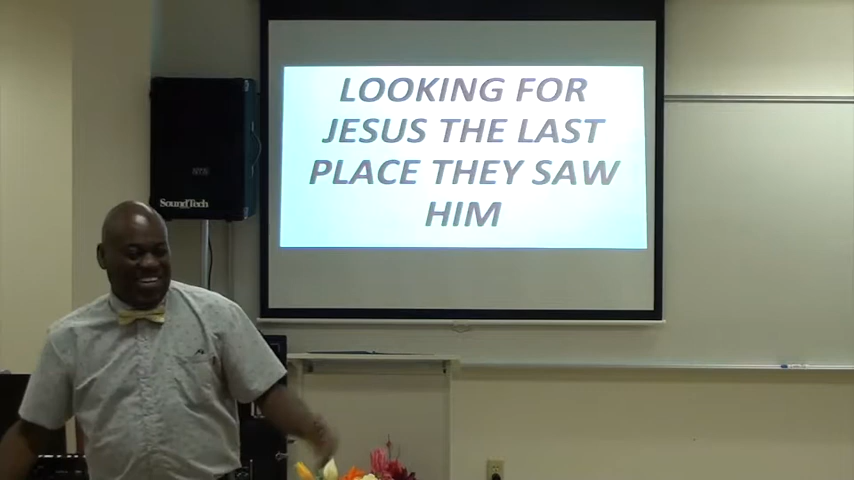 LOOKING FOR
JESUS THE LAST
PLACE THEY SAW
HIM
SoundTech